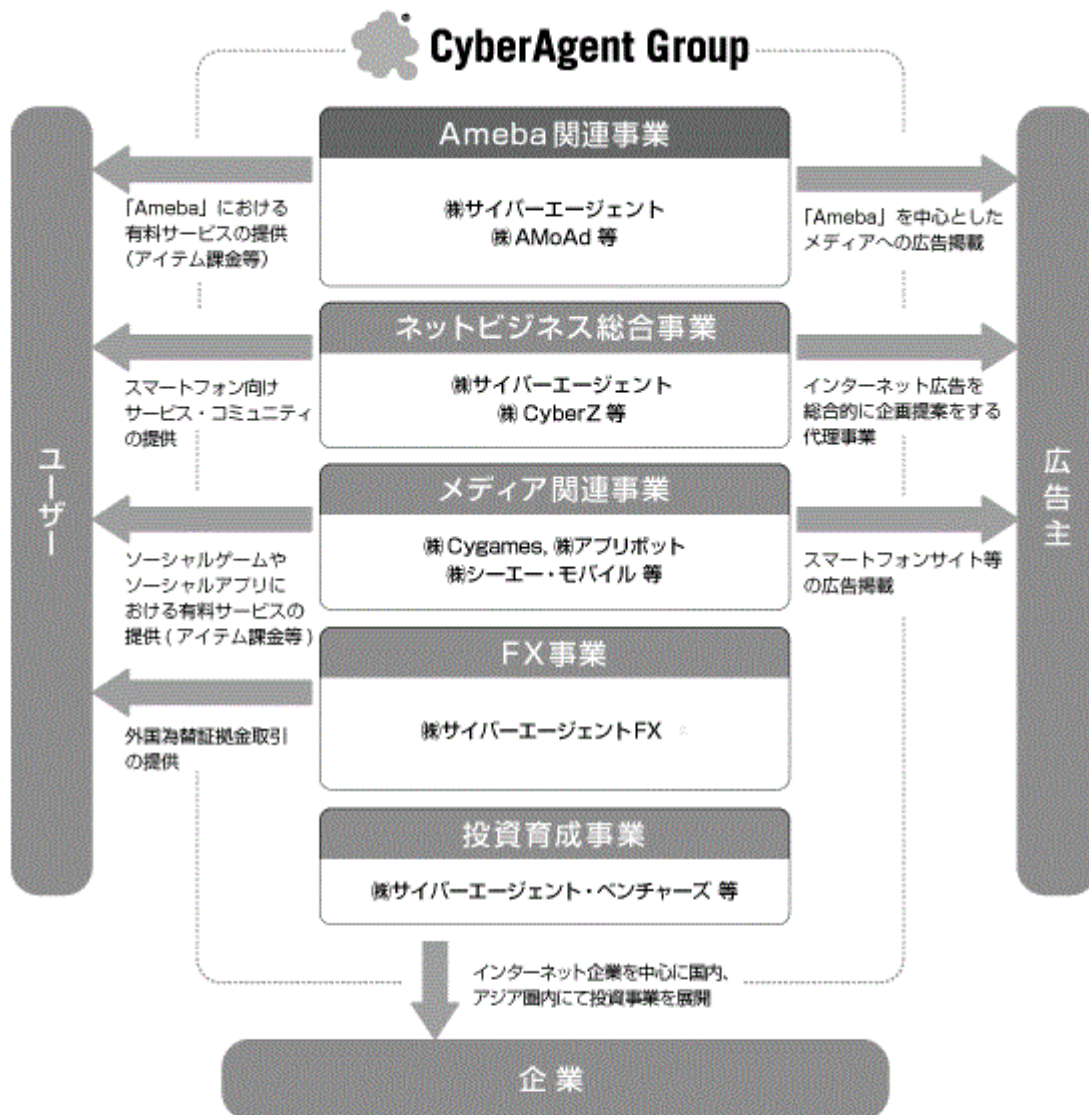 CyberAgent Group
Ameba関連事業
㈱サイバーエージェント
㈱AMoAd 等
「Ameba」における
有料サービスの提供
(アイテム課金等)
「Ameba」を中心とした
メディアへの広告掲載
ネットビジネス総合事業
㈱サイバーエージェント
㈱ CyberZ 等
スマートフォン向け
サービス・コミュニティ
の提供
インターネット広告を
総合的に企画提案をする
代理事業
ユーザー
広告主
メディア関連事業
㈱Cygames, ㈱アプリボット
㈱シーエー・モバイル 等
ソーシャルゲームや
ソーシャルアプリに
おける有料サービスの
提供(アイテム課金等)
スマートフォンサイト等
の広告掲載
FX事業
㈱サイバーエージェントFX
外国為替証拠金取引
の提供
投資育成事業
㈱サイバーエージェント・ベンチャーズ 等
インターネット企業を中心に国内、
アジア圏内にて投資事業を展開
企業